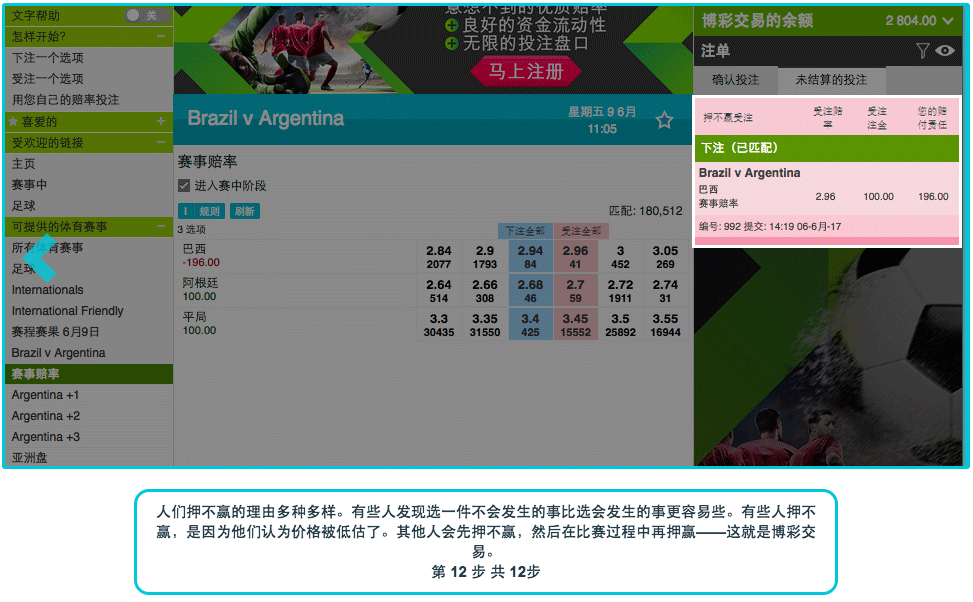 文字帮助 关
怎样开始? −
下注一个选项
受注一个选项
用您自己的赔率投注
喜爱的 +
受欢迎的链接 −
主页
赛事中
足球
可提供的体育赛事 −
所有体育赛事
足球
Internationals
International Friendly
赛程赛果 6月9日
Brazil v Argentina
赛事赔率
Argentina +1
Argentina +2
Argentina +3
亚洲盘
意想不到的优质赔率
良好的资金流动性
无限的投注盘口
马上注册
Brazil v Argentina
星期五 9 6月
11:05
赛事赔率
进入赛中阶段
规则 刷新
匹配: 180,512
3 选项 下注全部 受注全部
巴西 2.84 2.9 2.94 2.96 3 3.05
-196.00 2077 1793 84 41 452 269
阿根廷 2.64 2.66 2.68 2.7 2.72 2.74
100.00 514 308 46 59 1911 31
平局 3.3 3.35 3.4 3.45 3.5 3.55
100.00 30435 31550 425 15552 25892 16944
博彩交易的余额 2 804.00
注单
确认投注 未结算的投注
押不赢受注 受注赔率 受注注金 您的赔付责任
下注（已匹配）
Brazil v Argentina
巴西
赛事赔率 2.96 100.00 196.00
编号: 992 提交: 14:19 06-6月-17
人们押不赢的理由多种多样。有些人发现选一件不会发生的事比选会发生的事更容易些。有些人押不
赢，是因为他们认为价格被低估了。其他人会先押不赢，然后在比赛过程中再押赢——这就是博彩交
易。
第 12 步 共 12步